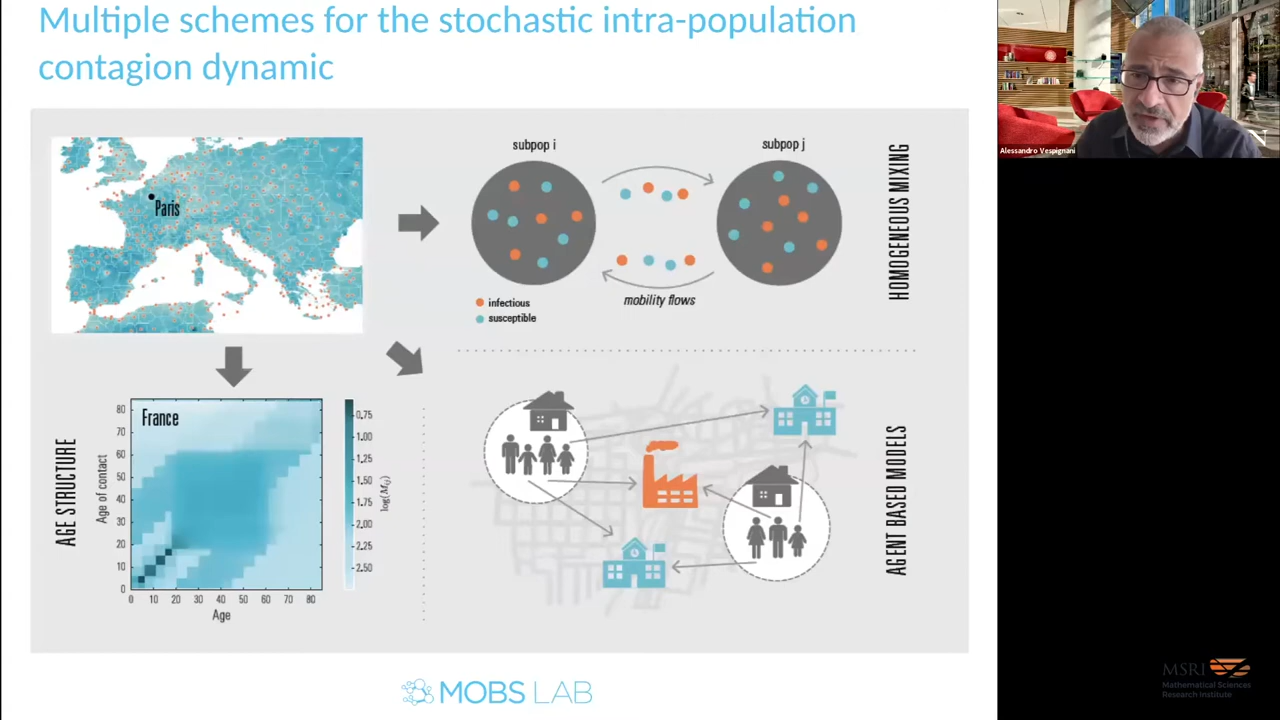 Multiple schemes for the stochastic intra-population
contagion dynamic
Paris
subpop i
subpop j
infectious
susceptible
mobility flows
HOMOGENEOUS MIXING
France
AGE STRUCTURE
Age of contact
80
70
60
50
40
30
20
10
0
0 10 20 30 40 50 60 70 80
Age
0,75
1,00
1,25
1,50
1,75
2,00
2,25
2,50
log(Mij)
AGENT BASED MODELS
MOBS LAB
Alessandro Vespignani
N
MSRI
Mathematical Sciences
Research Institute